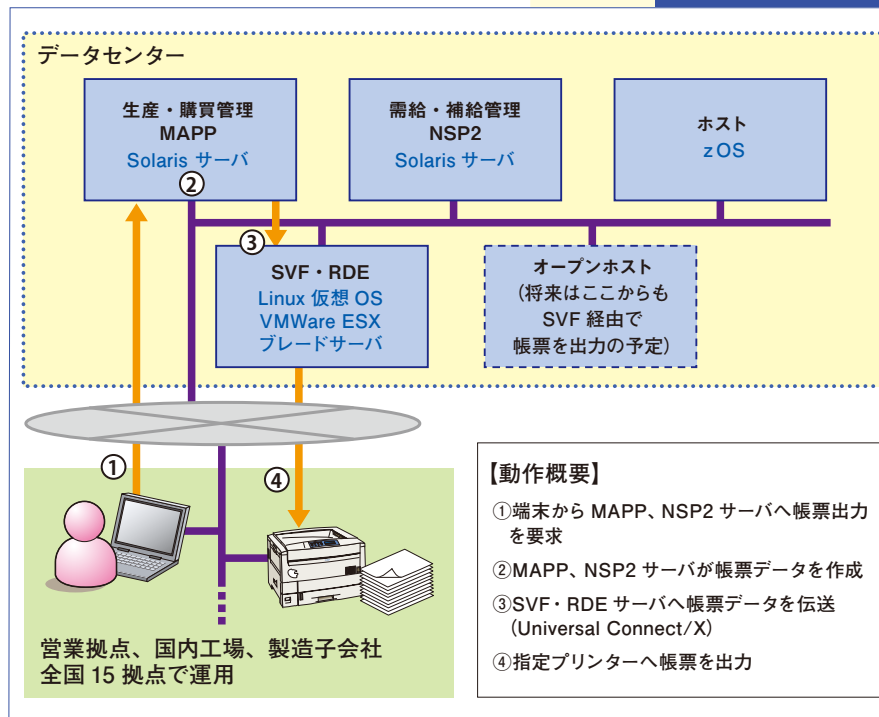 データセンター
生産・購買管理
MAPP
Solaris サーバ
②
需給・補給管理
NSP2
Solaris サーバ
ホスト
z OS
③
SVF・RDE
Linux 仮想 OS
VMWare ESX
ブレードサーバ
オープンホスト
(将来はここからも
SVF 経由で
帳票を出力の予定)
①
④
営業拠点、国内工場、製造子会社
全国 15 拠点で運用
【動作概要】
①端末から MAPP、NSP2 サーバへ帳票出力
を要求
②MAPP、NSP2 サーバが帳票データを作成
③SVF・RDE サーバへ帳票データを伝送
(Universal Connect/X)
④指定プリンターへ帳票を出力